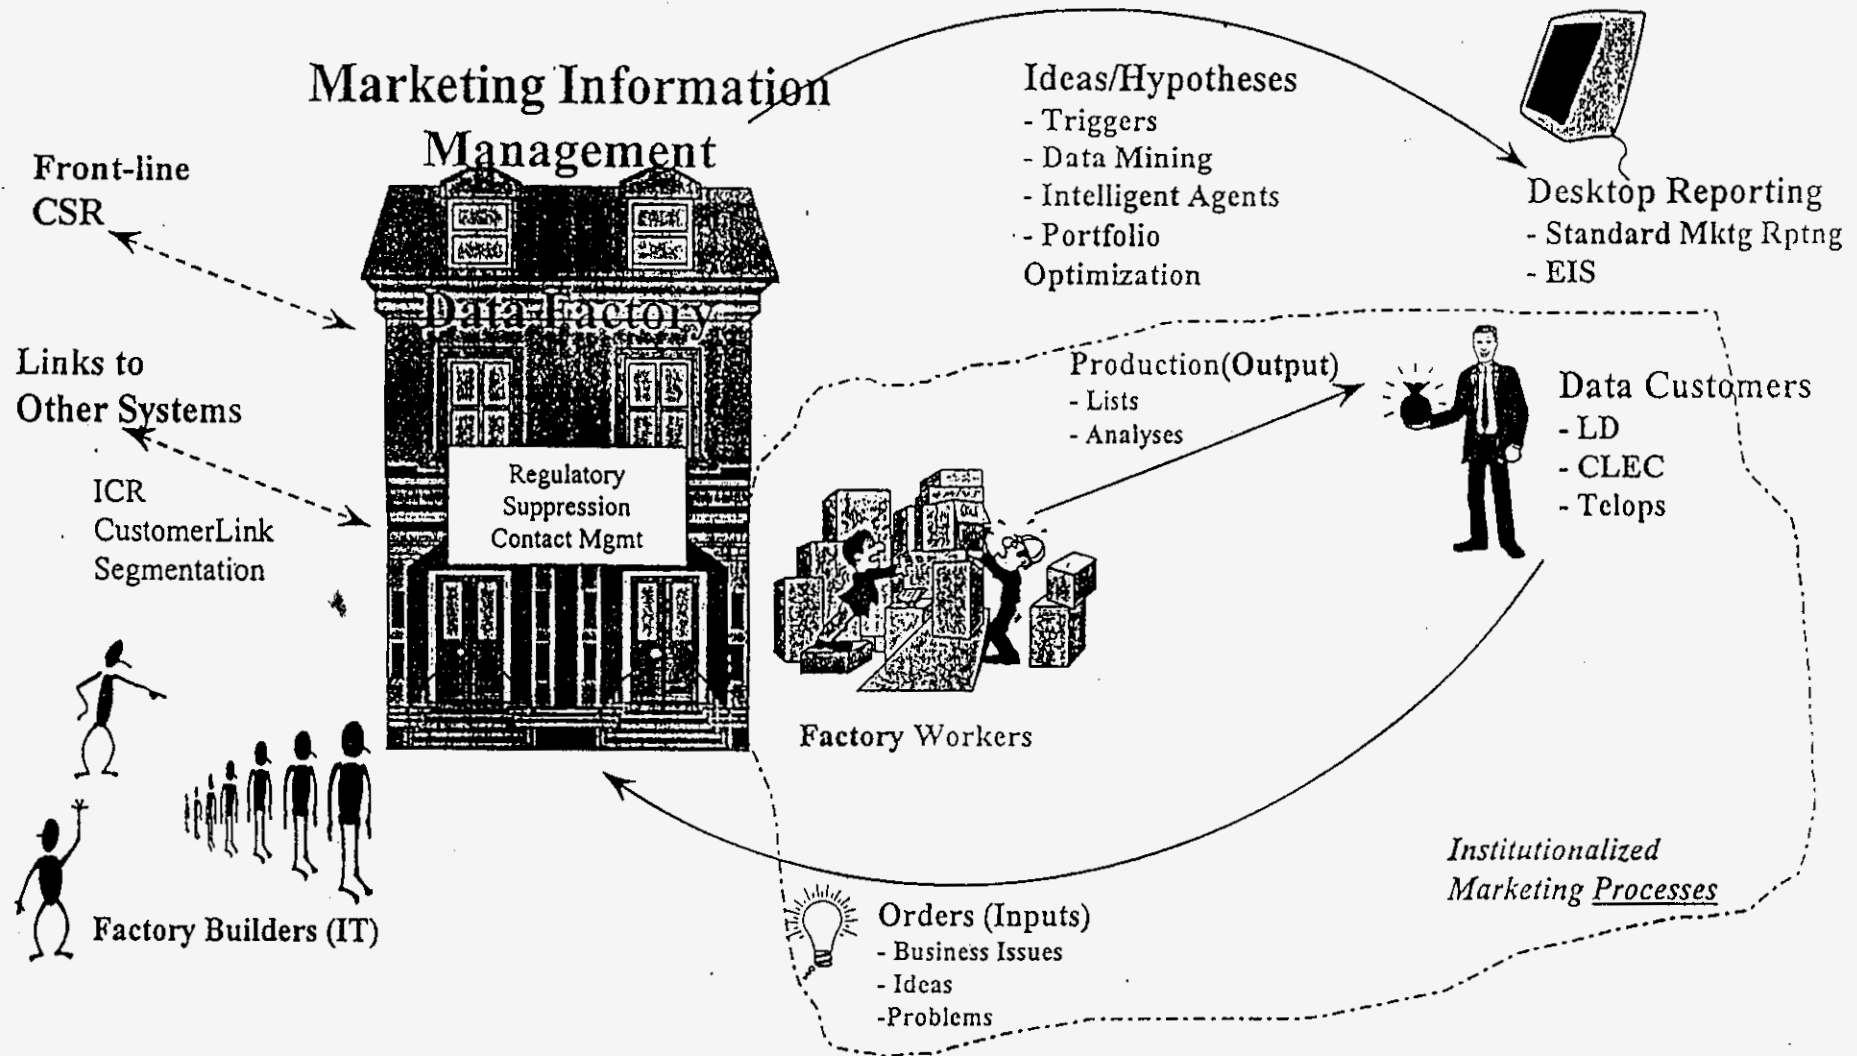 Marketing Information
Management
Front-line
CSR
Data Factory
Links to
Other Systems
ICR
CustomerLink
Segmentation
Regulatory
Suppression
Contact Mgmt
Ideas/Hypotheses
- Triggers
- Data Mining
- Intelligent Agents
- Portfolio
Optimization
Desktop Reporting
- Standard Mktg Rptng
- EIS
Production(Output)
- Lists
- Analyses
Data Customers
- LD
- CLEC
- Telops
Factory Workers
Factory Builders (IT)
Orders (Inputs)
- Business Issues
- Ideas
-Problems
Institutionalized
Marketing Processes